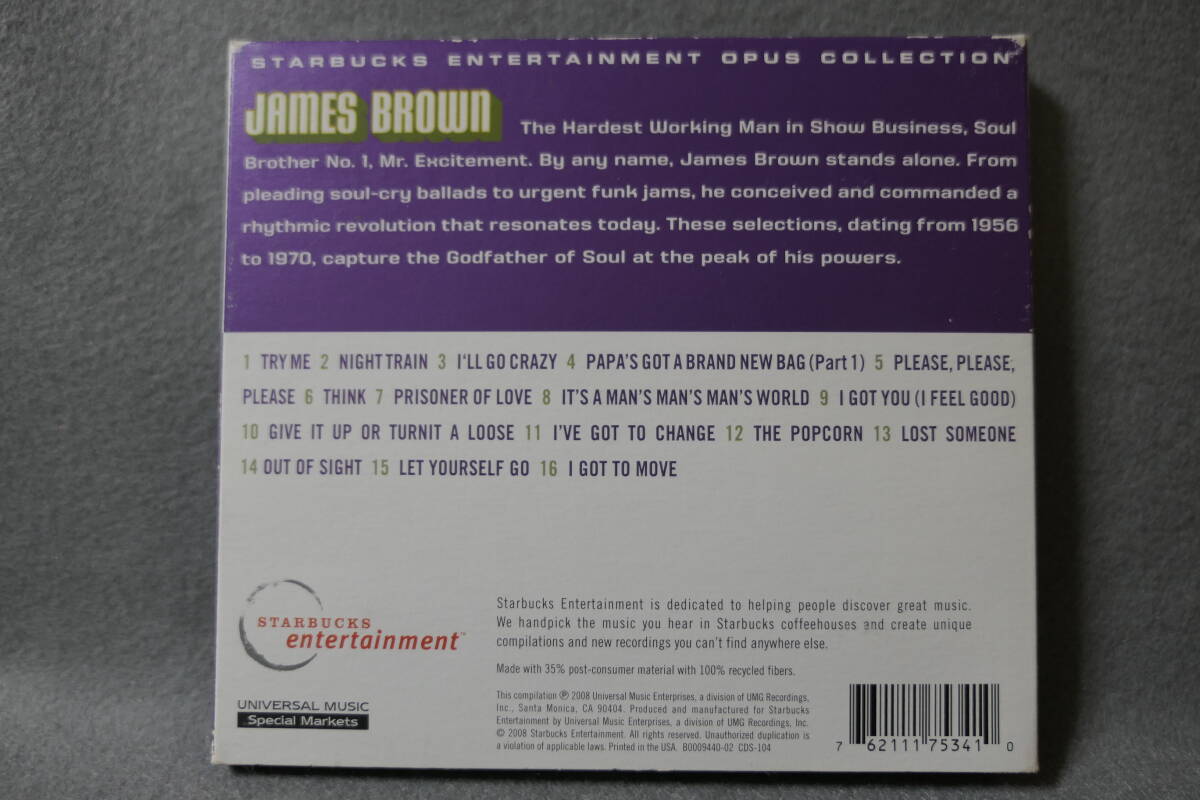 STARBUCKS ENTERTAINMENT OPUS COLLECTION
JAMES BROWN The Hardest Working Man in Show Business, Soul
Brother No. 1, Mr. Excitement. By any name, James Brown stands alone. From
pleading soul-cry ballads to urgent funk jams, he conceived and commanded a
rhythmic revolution that resonates today. These selections, dating from 1956
to 1970, capture the Godfather of Soul at the peak of his powers.
1 TRY ME 2 NIGHT TRAIN 3 I'LL GO CRAZY 4 PAPA'S GOT A BRAND NEW BAG (Part 1) 5 PLEASE, PLEASE,
PLEASE 6 THINK 7 PRISONER OF LOVE 8 IT'S A MAN'S MAN'S MAN'S WORLD 9 I GOT YOU (I FEEL GOOD)
10 GIVE IT UP OR TURNIT A LOOSE 11 I'VE GOT TO CHANGE 12 THE POPCORN 13 LOST SOMEONE
14 OUT OF SIGHT 15 LET YOURSELF GO 16 I GOT TO MOVE
STARBUCKS
entertainment™
UNIVERSAL MUSIC
Special Markets
Starbucks Entertainment is dedicated to helping people discover great music.
We handpick the music you hear in Starbucks coffeehouses and create unique
compilations and new recordings you can't find anywhere else.
Made with 35% post-consumer material with 100% recycled fibers.
This compilation ℗ 2008 Universal Music Enterprises, a division of UMG Recordings,
Inc., Santa Monica, CA 90404. Produced and manufactured for Starbucks
Entertainment by Universal Music Enterprises, a division of UMG Recordings, Inc.
© 2008 Starbucks Entertainment. All rights reserved. Unauthorized duplication is
a violation of applicable laws. Printed in the USA. B0009440-02 CDS-104
7 62111 75341 0